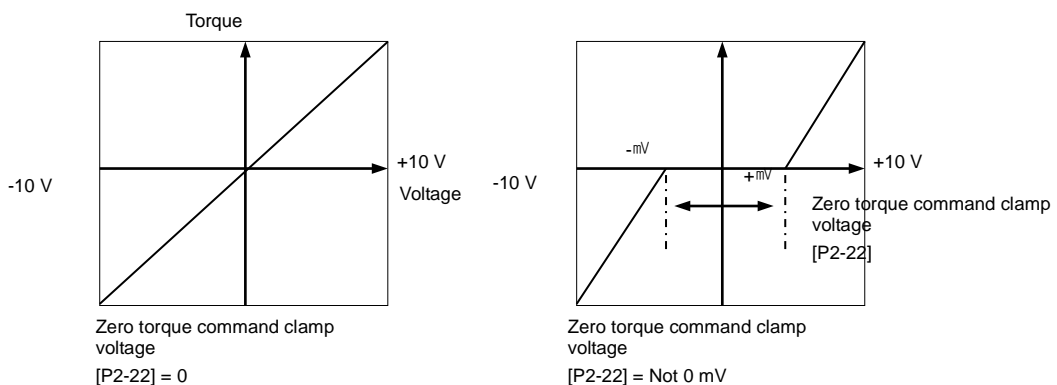 Torque
-10 V
+10 V
Voltage
Zero torque command clamp
voltage
[P2-22] = 0
-10 V
-㎷
+㎷
+10 V
Zero torque command clamp
voltage
[P2-22]
Zero torque command clamp
voltage
[P2-22] = Not 0 mV